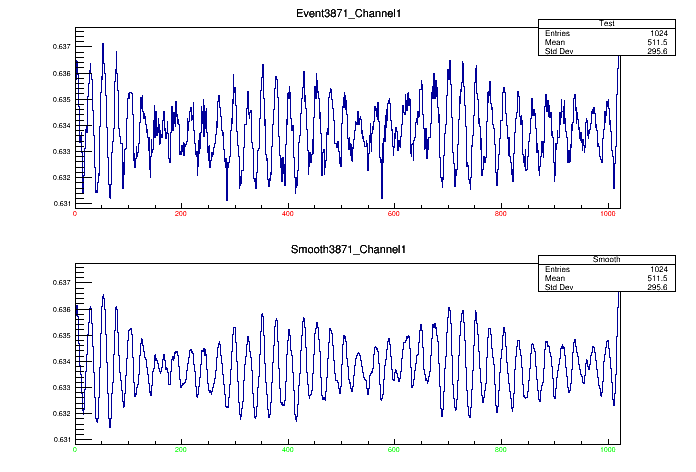 Event3871_Channel1
Test
Entries 1024
Mean 511.5
Std Dev 295.6
0.637
0.636
0.635
0.634
0.633
0.632
0.631
0 200 400 600 800 1000
Smooth3871_Channel1
Smooth
Entries 1024
Mean 511.5
Std Dev 295.6
0.637
0.636
0.635
0.634
0.633
0.632
0.631
0 200 400 600 800 1000